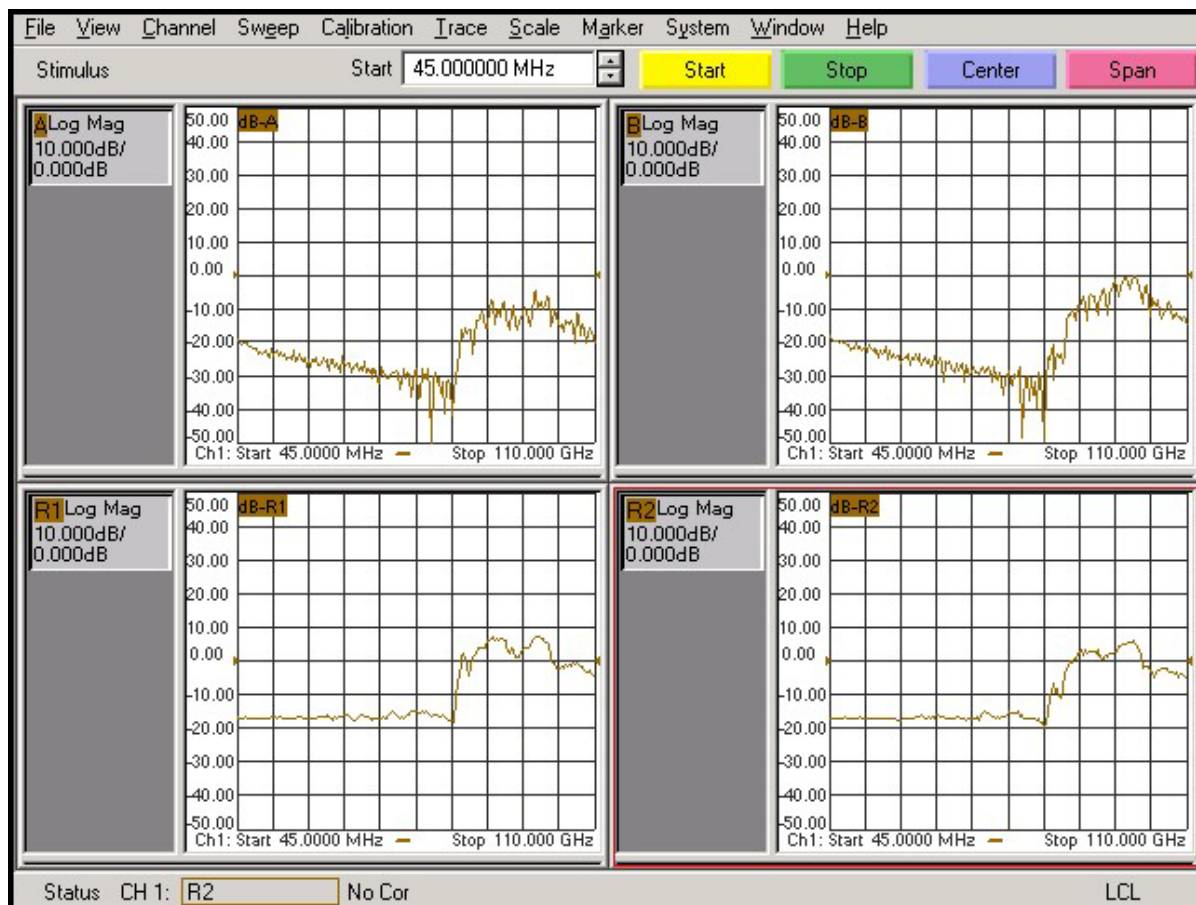 File View Channel Sweep Calibration Trace Scale Marker System Window Help
Stimulus Start 45.000000 MHz Start Stop Center Span
A Log Mag
10.000dB/
0.000dB
50.00 dB-A
40.00
30.00
20.00
10.00
0.00
-10.00
-20.00
-30.00
-40.00
-50.00
Ch1: Start 45.0000 MHz Stop 110.000 GHz
B Log Mag
10.000dB/
0.000dB
50.00 dB-B
40.00
30.00
20.00
10.00
0.00
-10.00
-20.00
-30.00
-40.00
-50.00
Ch1: Start 45.0000 MHz Stop 110.000 GHz
R1 Log Mag
10.000dB/
0.000dB
50.00 dB-R1
40.00
30.00
20.00
10.00
0.00
-10.00
-20.00
-30.00
-40.00
-50.00
Ch1: Start 45.0000 MHz Stop 110.000 GHz
R2 Log Mag
10.000dB/
0.000dB
50.00 dB-R2
40.00
30.00
20.00
10.00
0.00
-10.00
-20.00
-30.00
-40.00
-50.00
Ch1: Start 45.0000 MHz Stop 110.000 GHz
Status CH 1: R2 No Cor LCL